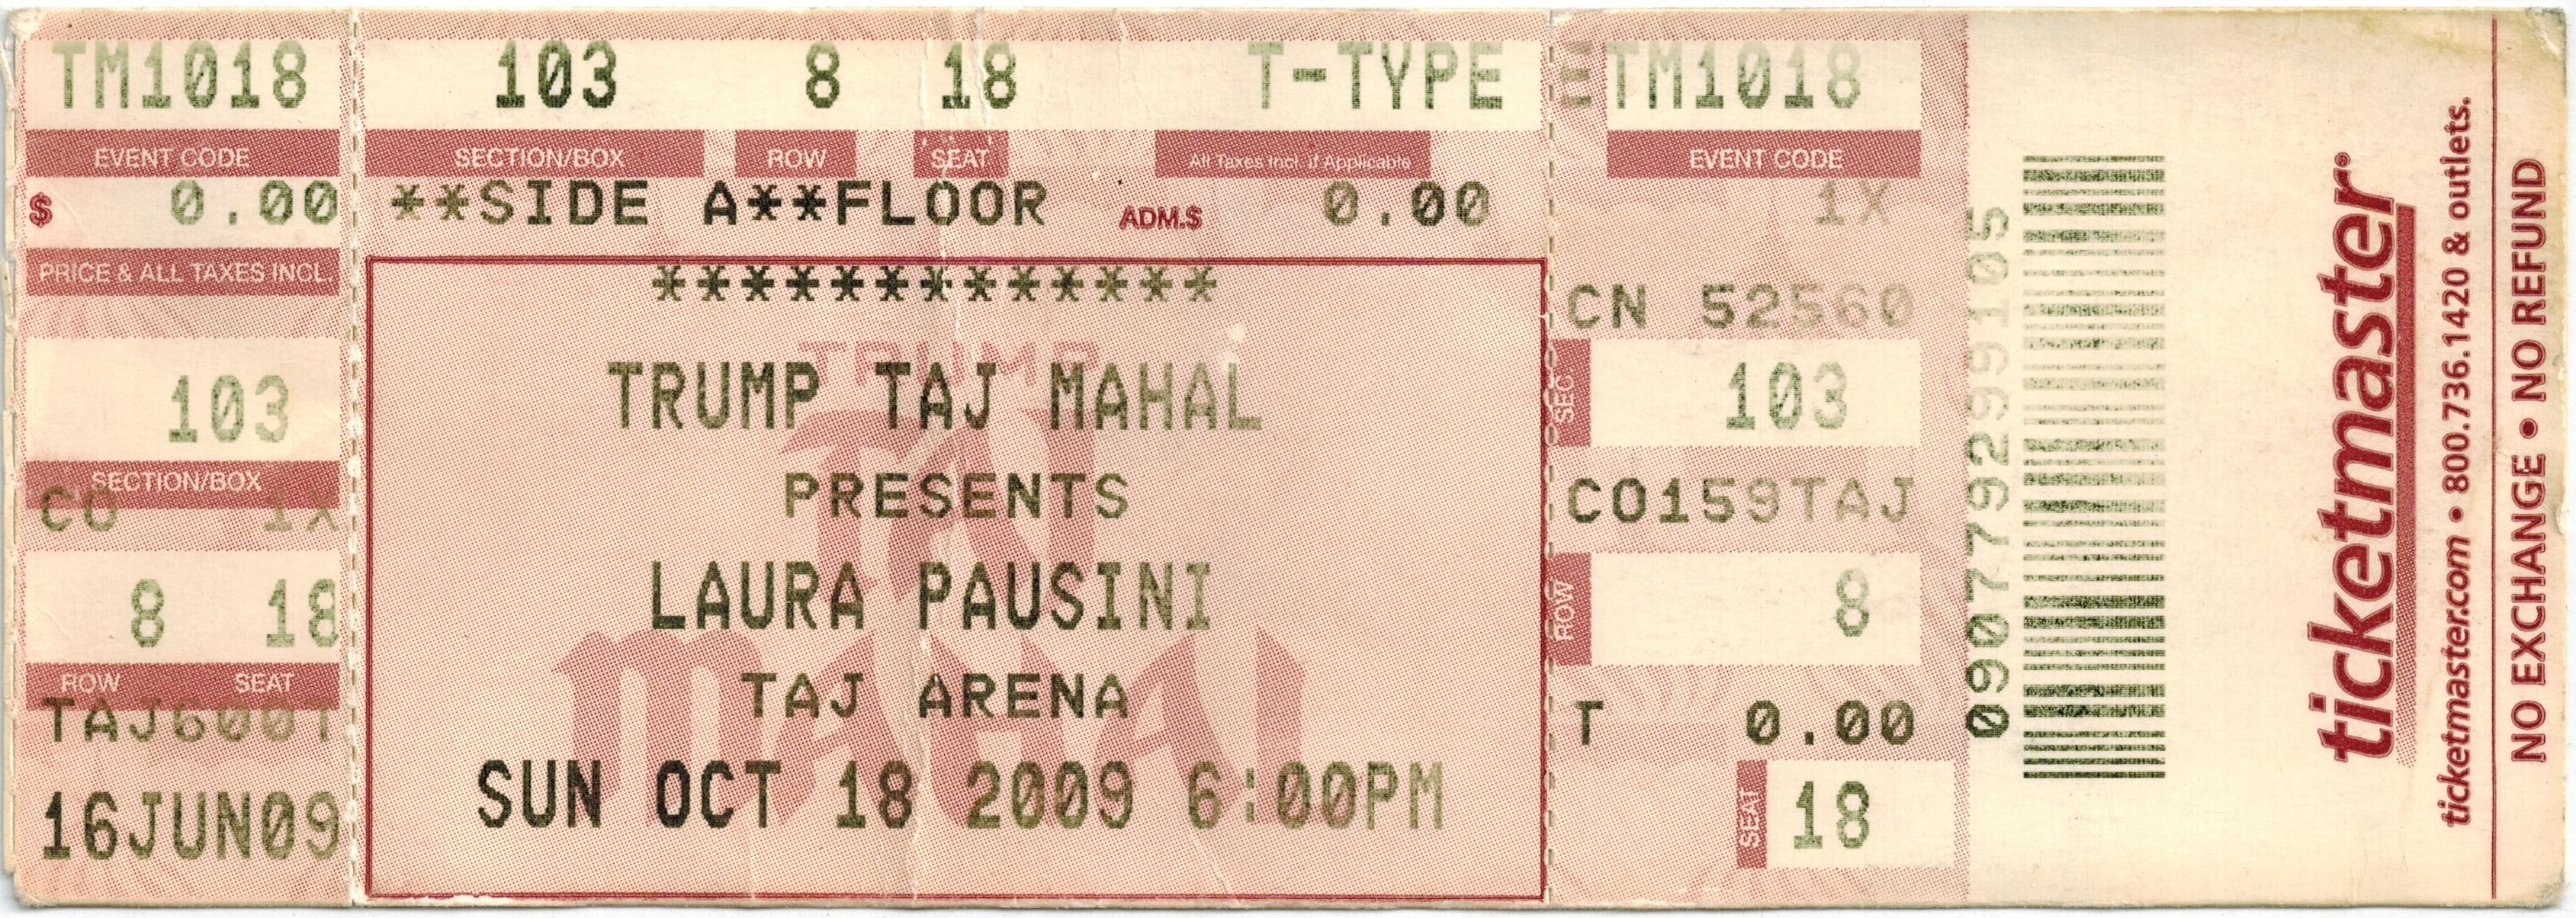 TM1018
EVENT CODE
$ 0.00
PRICE & ALL TAXES INCL.
103
SECTION/BOX
CO 1X
8 18
ROW SEAT
16JUN09
103 8 18 T-TYPE
SECTION/BOX ROW SEAT All Taxes Incl. if Applicable
**SIDE A**FLOOR ADM.$ 0.00
*************
TRUMP TAJ MAHAL
PRESENTS
LAURA PAUSINI
TAJ ARENA
SUN OCT 18 2009 6:00PM
TRUMP
TAJ
MAHAL
ETM1018
EVENT CODE
1X
CN 52560
SEC 103
CO159TAJ
ROW 8
T 0.00
SEAT 18
090779299105
ticketmaster®
ticketmaster.com • 800.736.1420 & outlets.
NO EXCHANGE • NO REFUND